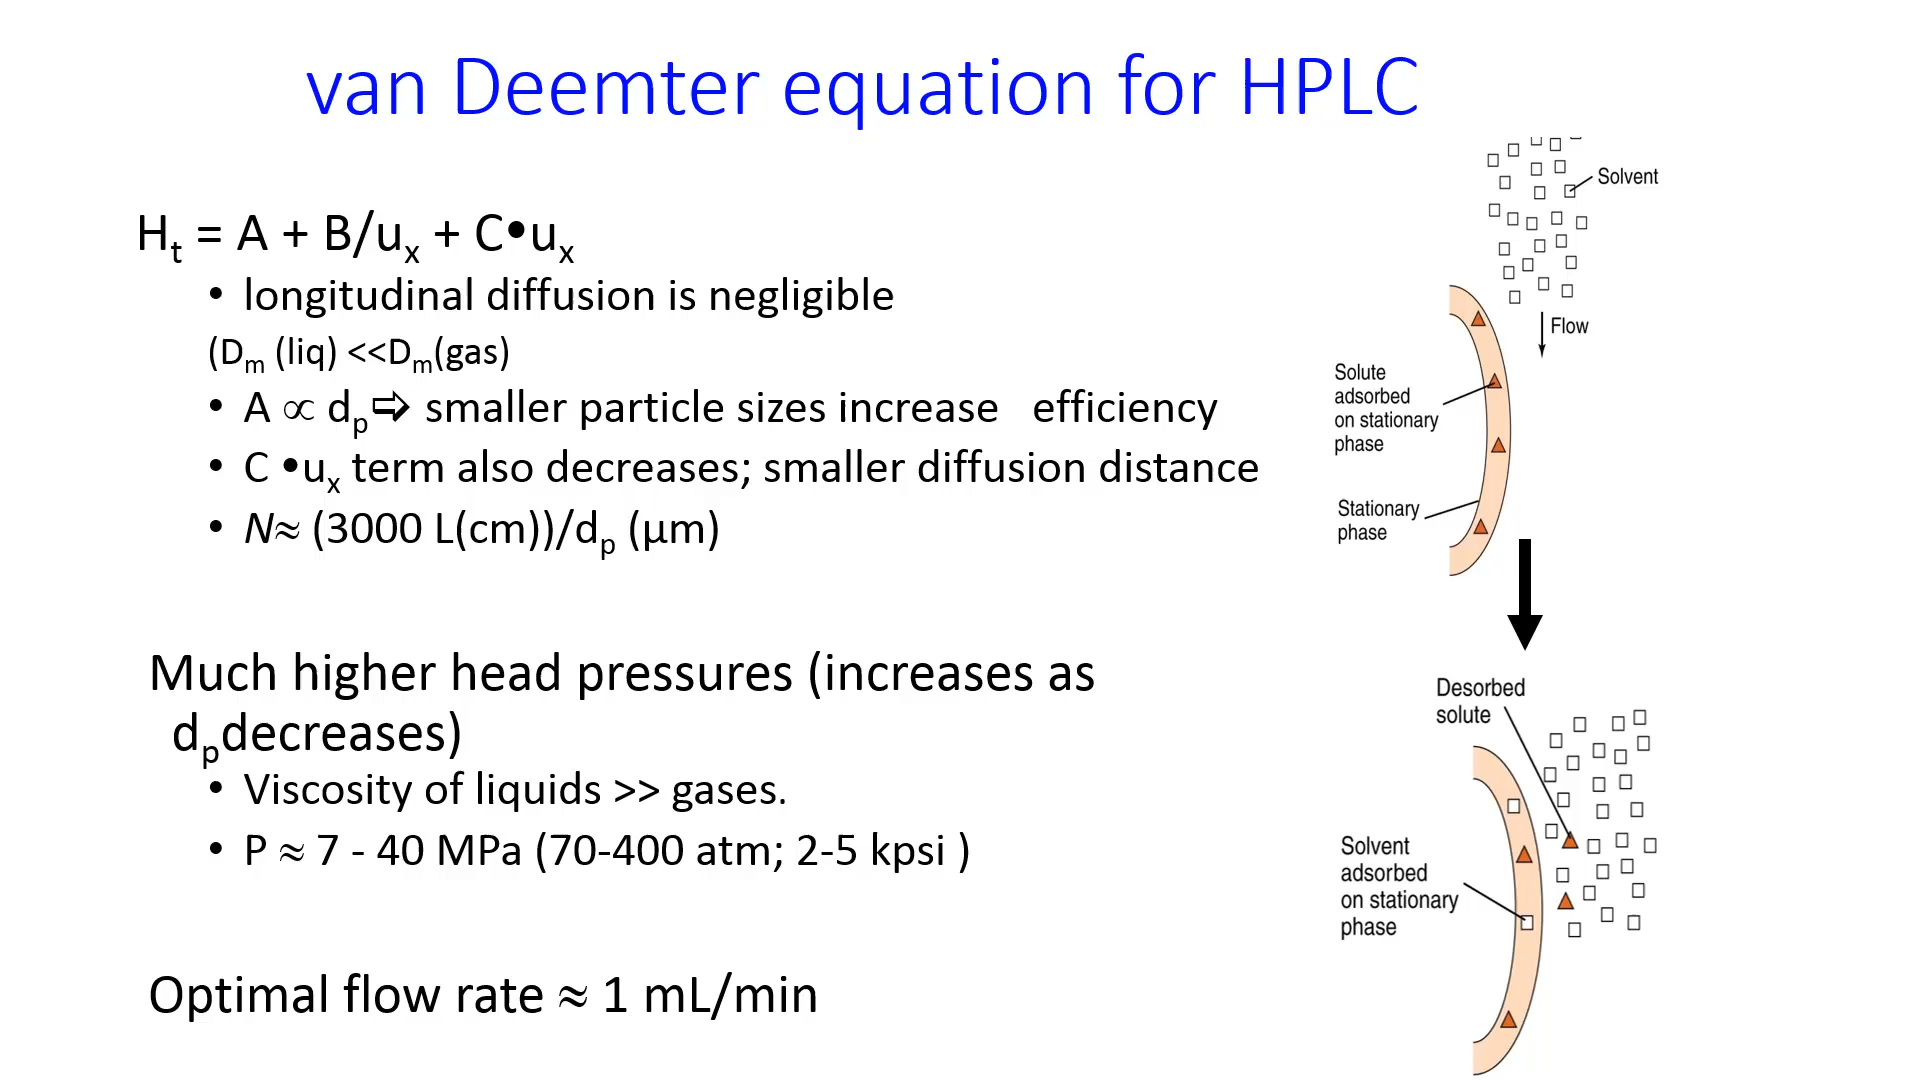 van Deemter equation for HPLC
Hₜ = A + B/uₓ + C•uₓ
• longitudinal diffusion is negligible
(Dₘ (liq) <<Dₘ(gas)
• A ∝ dₚ⇨ smaller particle sizes increase efficiency
• C •uₓ term also decreases; smaller diffusion distance
• N≈ (3000 L(cm))/dₚ (μm)
Much higher head pressures (increases as
dₚdecreases)
• Viscosity of liquids >> gases.
• P ≈ 7 - 40 MPa (70-400 atm; 2-5 kpsi )
Optimal flow rate ≈ 1 mL/min
Solvent
Flow
Solute
adsorbed
on stationary
phase
Stationary
phase
Desorbed
solute
Solvent
adsorbed
on stationary
phase